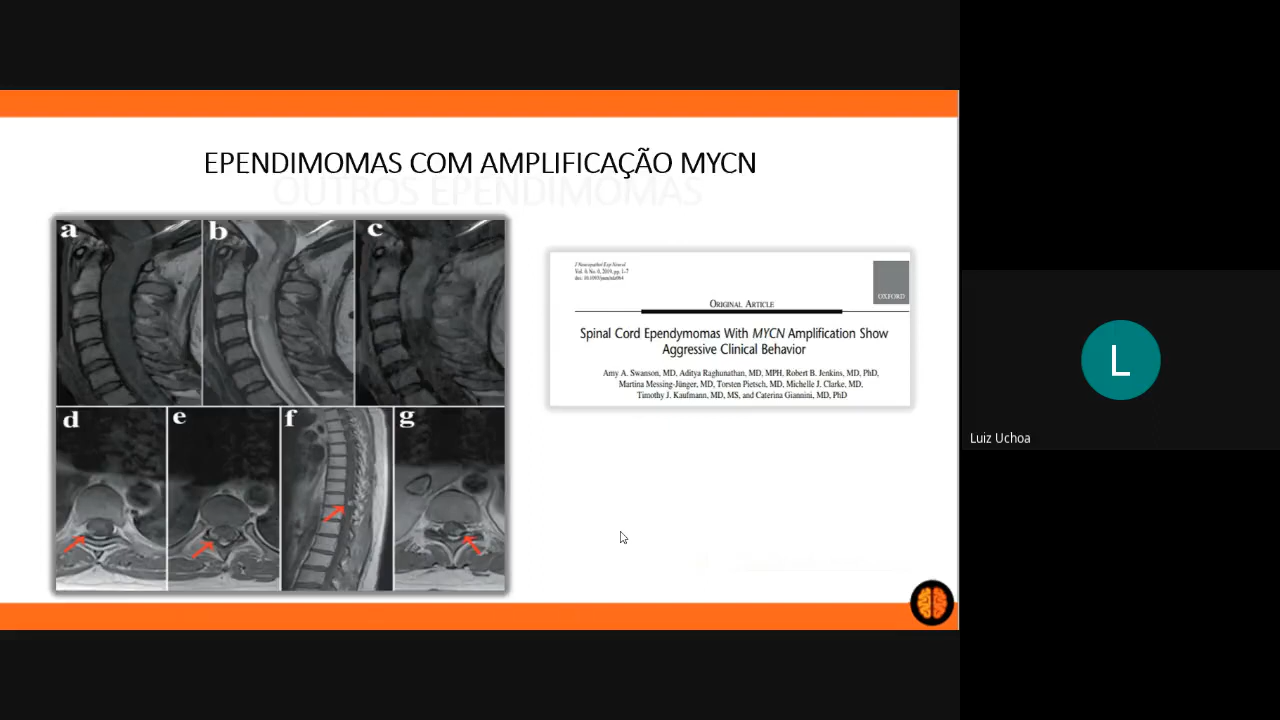 EPENDIMOMAS COM AMPLIFICAÇÃO MYCN
OUTROS EPENDIMOMAS
a
b
c
d
e
f
g
OXFORD
ORIGINAL ARTICLE
Spinal Cord Ependymomas With MYCN Amplification Show
Aggressive Clinical Behavior
Amy A. Swanson, MD, Aditya Raghunathan, MD, MPH, Robert B. Jenkins, MD, PhD,
Martina Messing-Jünger, MD, Torsten Pietsch, MD, Michelle J. Clarke, MD,
Timothy J. Kaufmann, MD, MS, and Caterina Giannini, MD, PhD
L
Luiz Uchoa